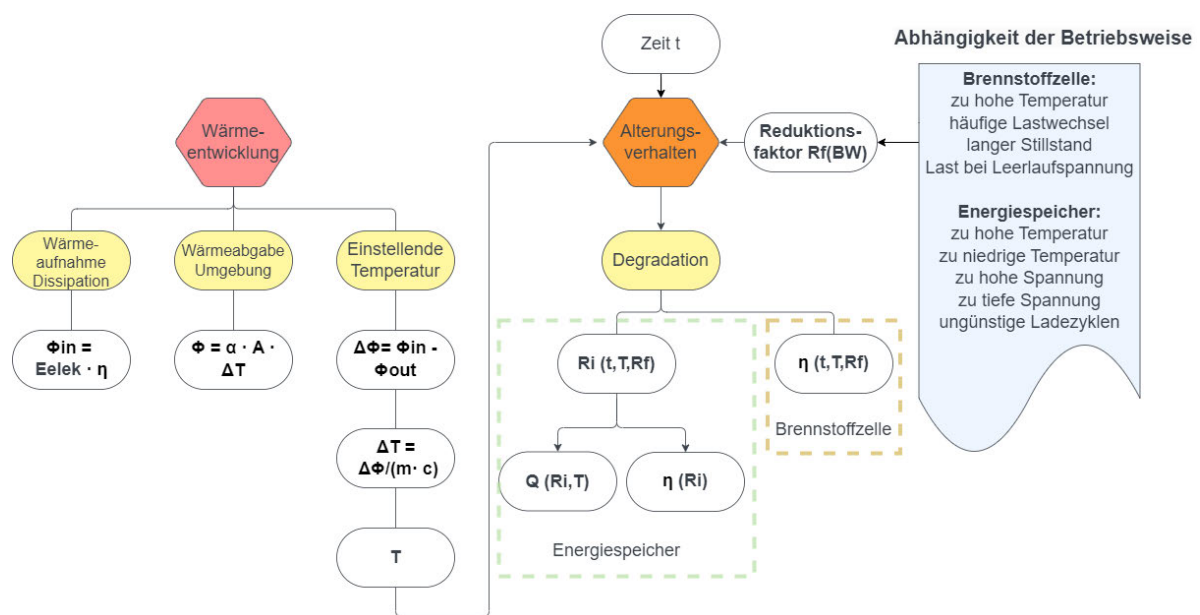 Zeit t
Abhängigkeit der Betriebsweise
Wärme-
entwicklung
Alterungs-
verhalten
Reduktions-
faktor Rf(BW)
Brennstoffzelle:
zu hohe Temperatur
häufige Lastwechsel
langer Stillstand
Last bei Leerlaufspannung
Energiespeicher:
zu hohe Temperatur
zu niedrige Temperatur
zu hohe Spannung
zu tiefe Spannung
ungünstige Ladezyklen
Wärme-
aufnahme
Dissipation
Wärmeabgabe
Umgebung
Einstellende
Temperatur
Degradation
Φin =
Eelek · η
Φ = α · A ·
ΔT
ΔΦ= Φin -
Φout
Ri (t,T,Rf)
η (t,T,Rf)
Brennstoffzelle
ΔT =
ΔΦ/(m· c)
Q (Ri,T)
η (Ri)
T
Energiespeicher